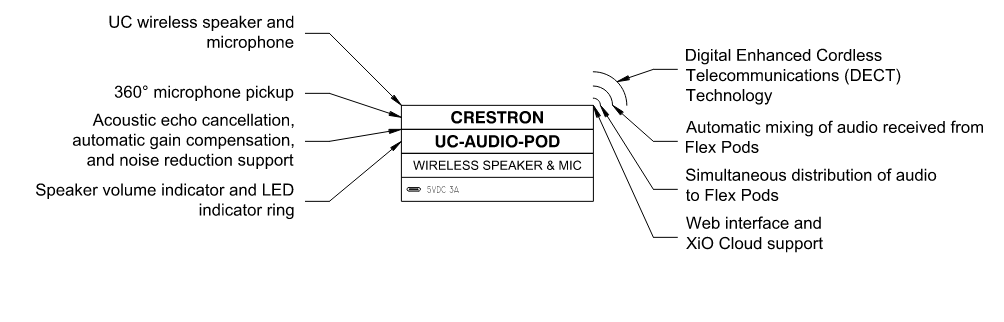 UC wireless speaker and
microphone
360° microphone pickup
Acoustic echo cancellation,
automatic gain compensation,
and noise reduction support
Speaker volume indicator and LED
indicator ring
CRESTRON
UC-AUDIO-POD
WIRELESS SPEAKER & MIC
5VDC 3A
Digital Enhanced Cordless
Telecommunications (DECT)
Technology
Automatic mixing of audio received from
Flex Pods
Simultaneous distribution of audio
to Flex Pods
Web interface and
XiO Cloud support